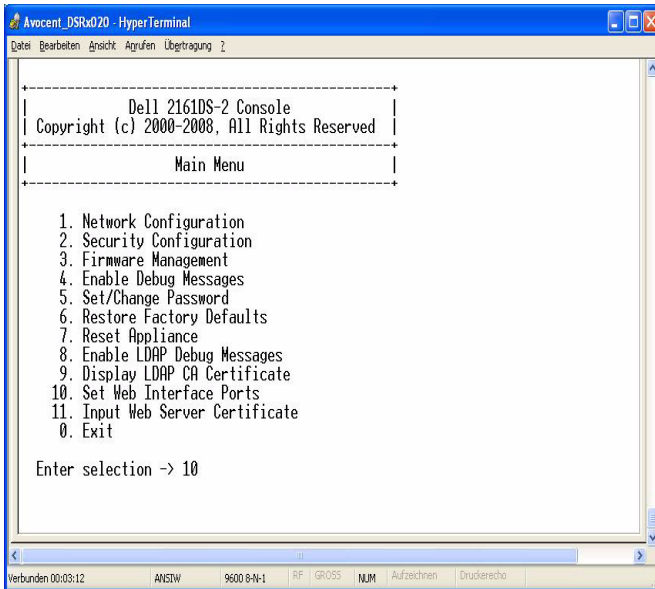 Avocent_DSRx020 - HyperTerminal
Datei Bearbeiten Ansicht Anrufen Übertragung ?
Dell 2161DS-2 Console
Copyright (c) 2000-2008, All Rights Reserved
Main Menu
1. Network Configuration
2. Security Configuration
3. Firmware Management
4. Enable Debug Messages
5. Set/Change Password
6. Restore Factory Defaults
7. Reset Appliance
8. Enable LDAP Debug Messages
9. Display LDAP CA Certificate
10. Set Web Interface Ports
11. Input Web Server Certificate
0. Exit
Enter selection -> 10
Verbunden 00:03:12 ANSIW 9600 8-N-1 RF GROSS NUM Aufzeichnen Druckerecho